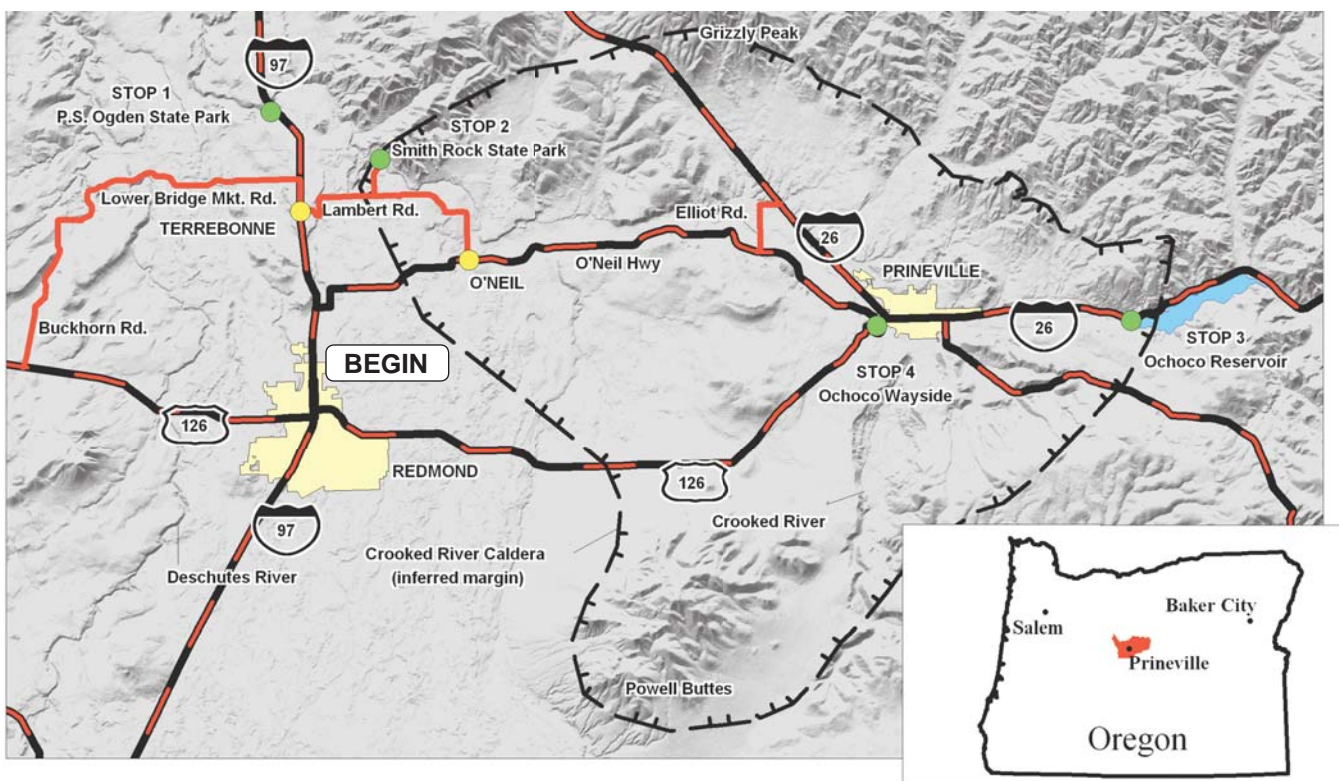 Grizzly Peak
97
STOP 1
P.S. Ogden State Park
STOP 2
Smith Rock State Park
Lower Bridge Mkt. Rd.
Lambert Rd.
TERREBONNE
Elliot Rd.
26
O'NEIL
O'Neil Hwy
PRINEVILLE
Buckhorn Rd.
26
STOP 3
Ochoco Reservoir
BEGIN
STOP 4
Ochoco Wayside
126
REDMOND
126
97
Crooked River
Crooked River Caldera
(inferred margin)
Deschutes River
Powell Buttes
Baker City
Salem
Prineville
Oregon